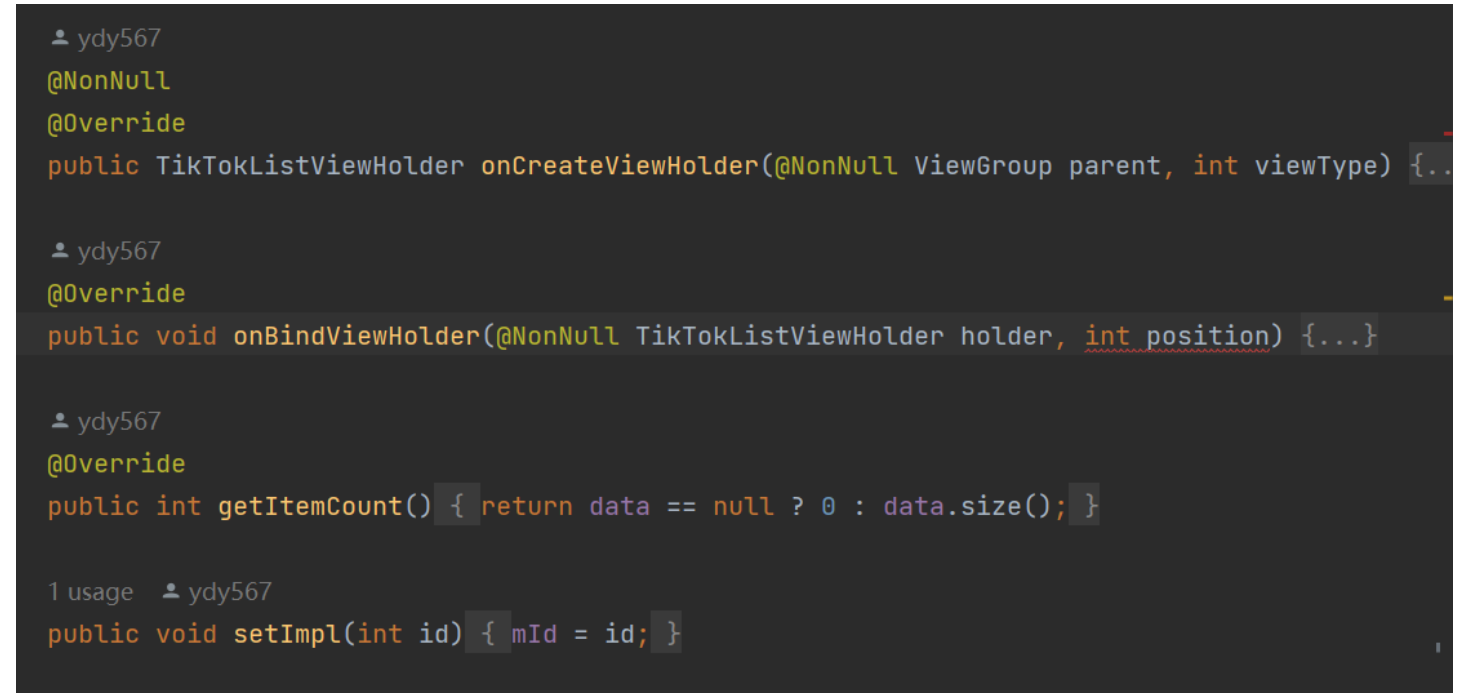 ydy567
@NonNull
@Override
public TikTokListViewHolder onCreateViewHolder(@NonNull ViewGroup parent, int viewType) {..
ydy567
@Override
public void onBindViewHolder(@NonNull TikTokListViewHolder holder, int position) {...}
ydy567
@Override
public int getItemCount() { return data == null ? 0 : data.size(); }
1 usage ydy567
public void setImpl(int id) { mId = id; }